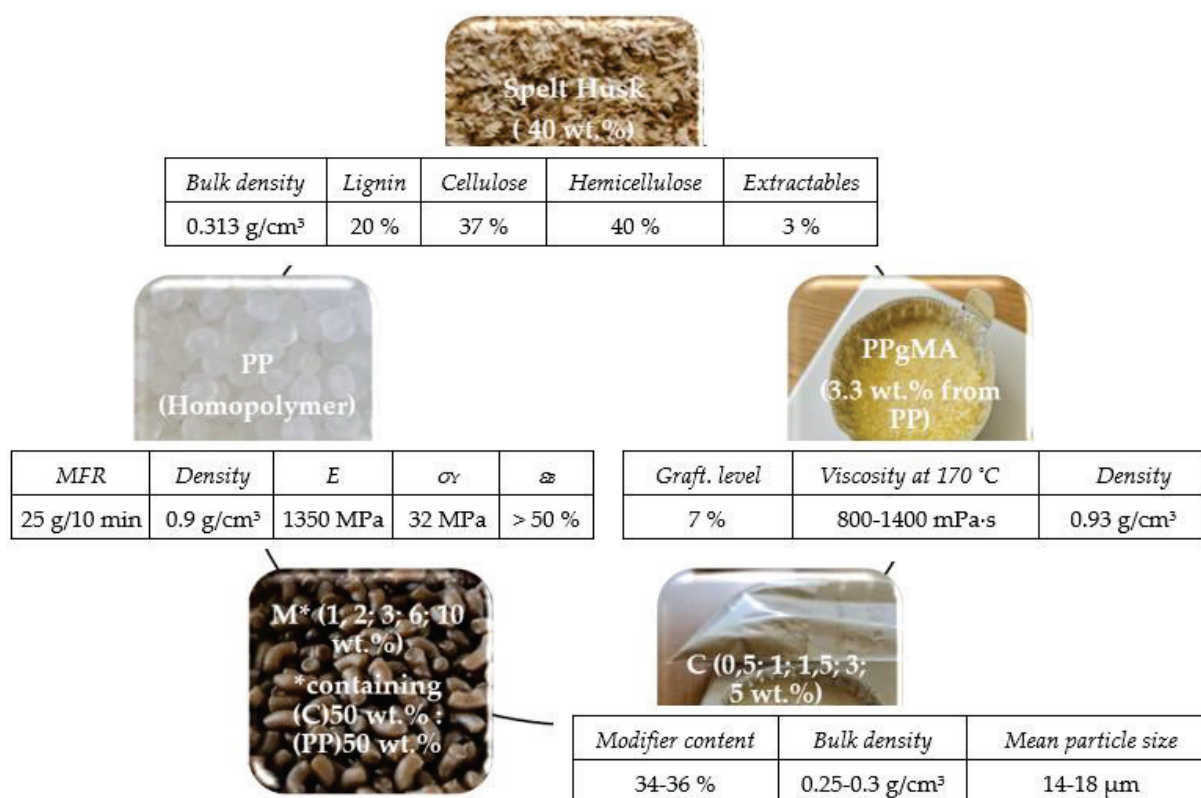 Spelt Husk
( 40 wt.%)
Bulk density Lignin Cellulose Hemicellulose Extractables
0.313 g/cm³ 20 % 37 % 40 % 3 %
PP
(Homopolymer)
PPgMA
(3.3 wt.% from
PP)
MFR Density E σY εB
25 g/10 min 0.9 g/cm³ 1350 MPa 32 MPa > 50 %
Graft. level Viscosity at 170 °C Density
7 % 800-1400 mPa·s 0.93 g/cm³
M* (1, 2; 3; 6; 10
wt.%)
*containing
(C)50 wt.% :
(PP)50 wt.%
C (0,5; 1; 1,5; 3;
5 wt.%)
Modifier content Bulk density Mean particle size
34-36 % 0.25-0.3 g/cm³ 14-18 µm